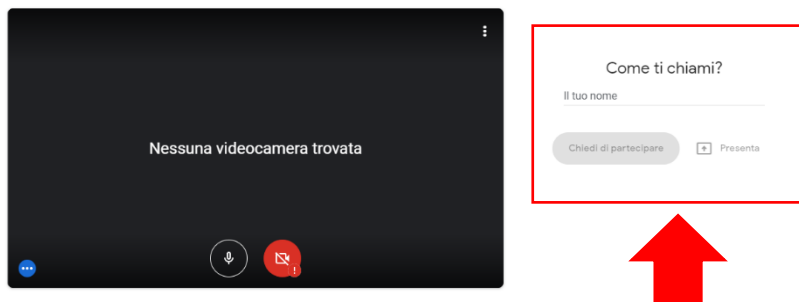 Nessuna videocamera trovata
Come ti chiami?
Il tuo nome
Chiedi di partecipare
Presenta